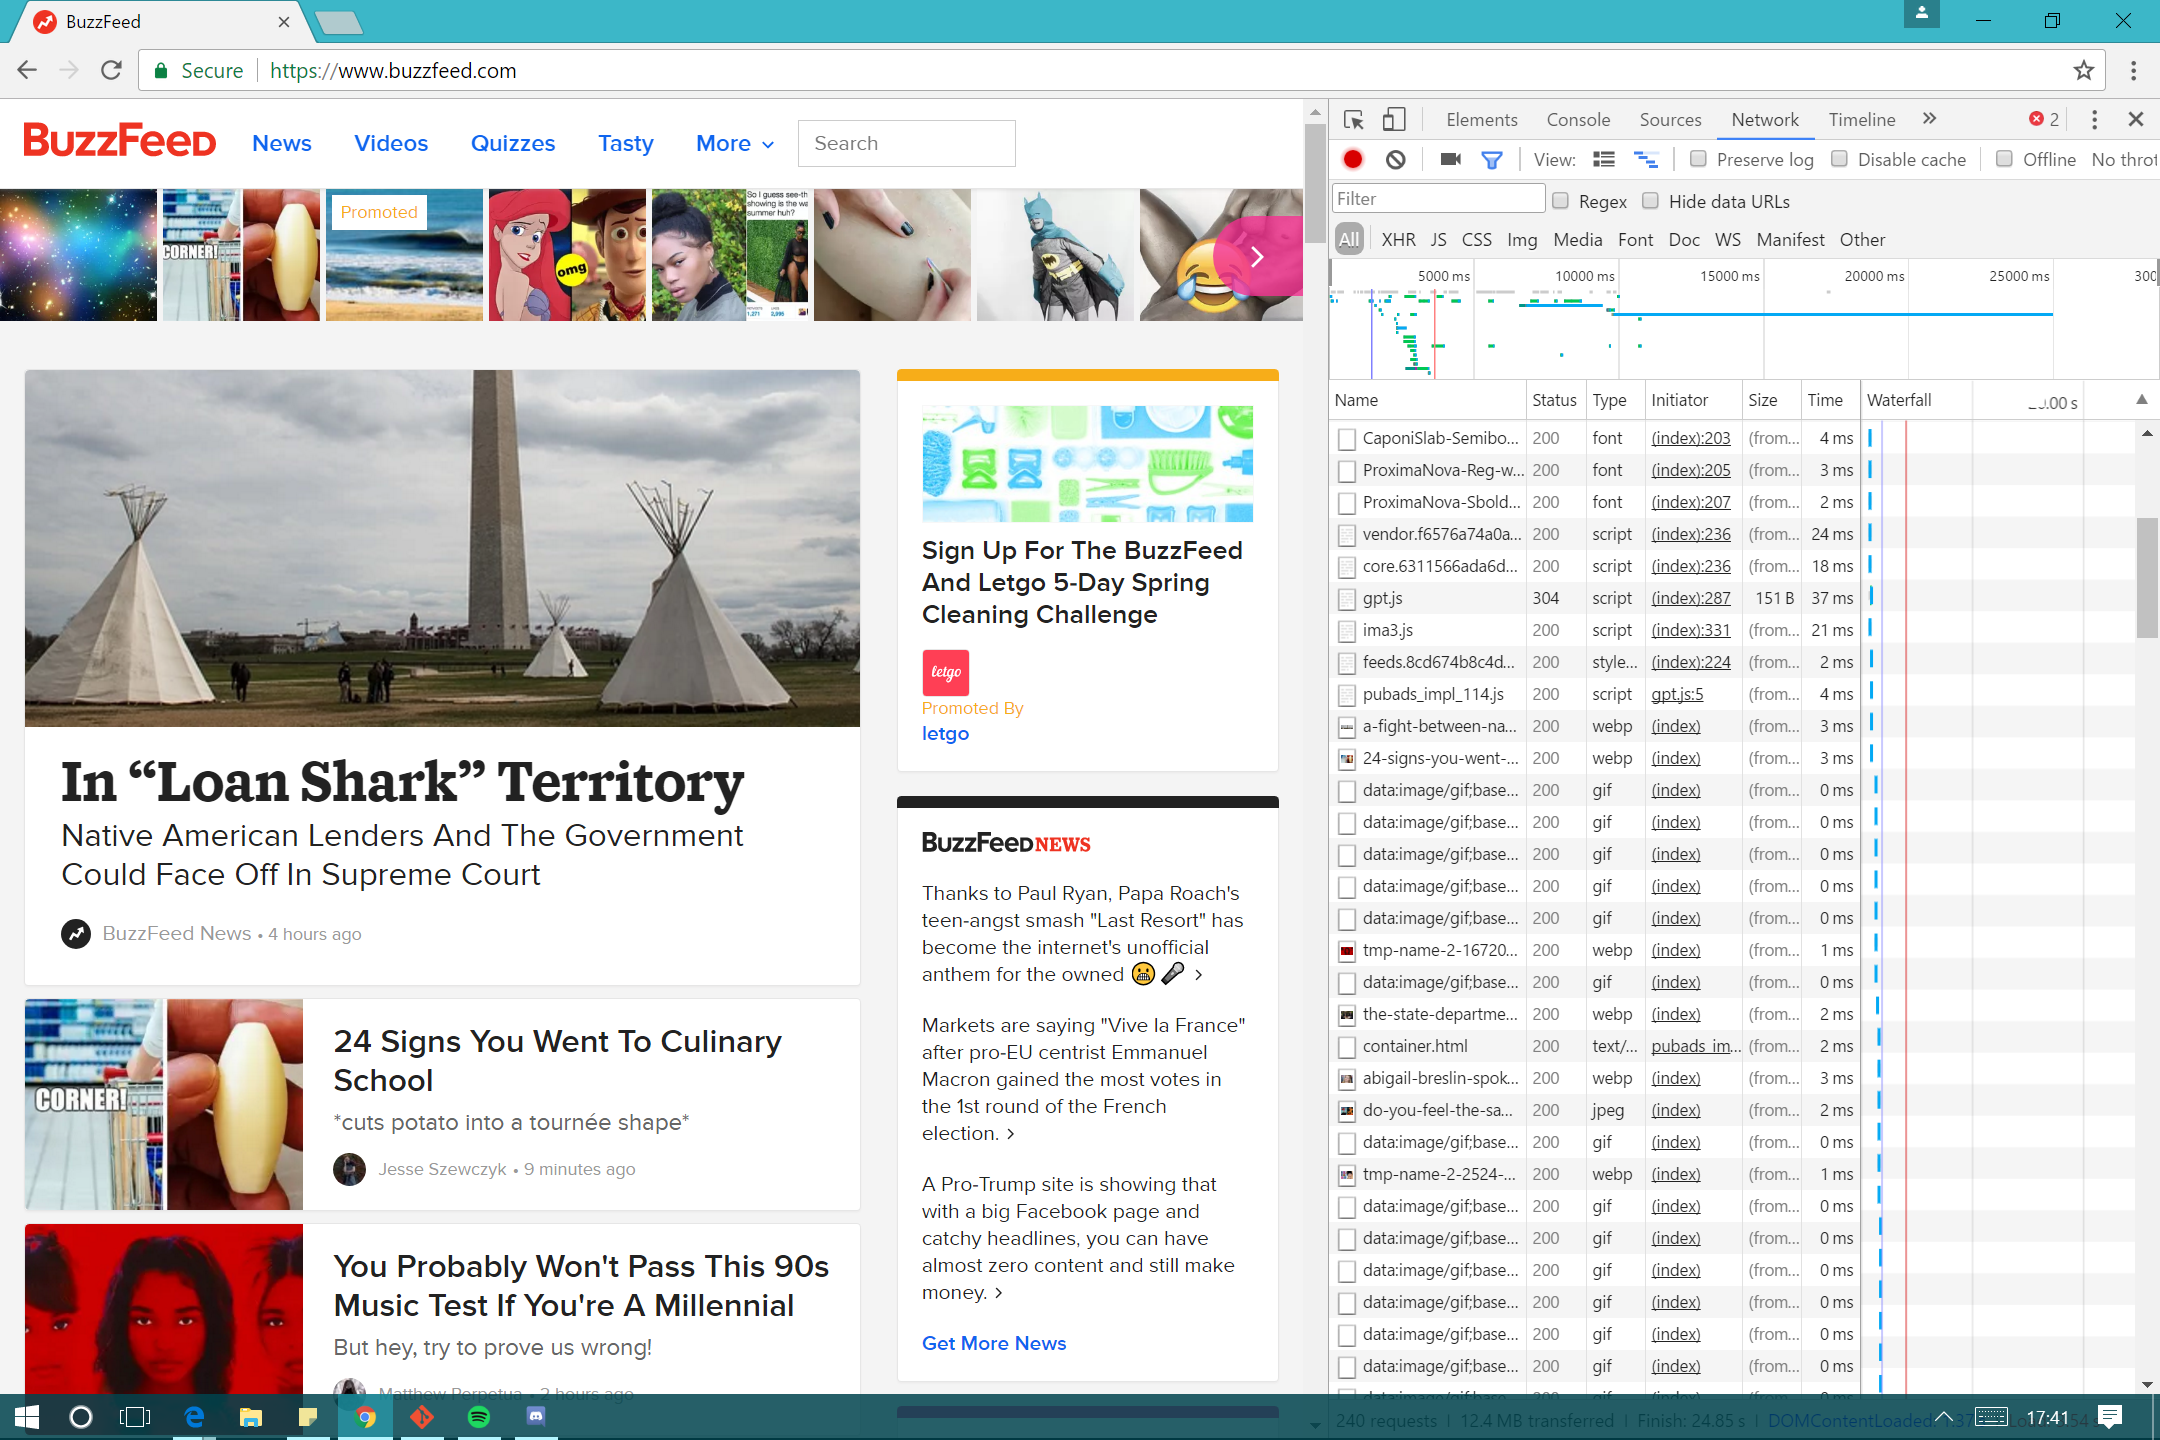 BuzzFeed
Secure https://www.buzzfeed.com
BuzzFeed News Videos Quizzes Tasty More Search
CORNER!
Promoted
omg
So I guess see-th
showing is the wa
summer huh?
1,271 2,995
In “Loan Shark” Territory
Native American Lenders And The Government
Could Face Off In Supreme Court
BuzzFeed News • 4 hours ago
CORNER!
24 Signs You Went To Culinary
School
*cuts potato into a tournée shape*
Jesse Szewczyk • 9 minutes ago
You Probably Won't Pass This 90s
Music Test If You're A Millennial
But hey, try to prove us wrong!
Matthew Perpetua • 2 hours ago
Sign Up For The BuzzFeed
And Letgo 5-Day Spring
Cleaning Challenge
letgo
Promoted By
letgo
BuzzFeed NEWS
Thanks to Paul Ryan, Papa Roach's
teen-angst smash "Last Resort" has
become the internet's unofficial
anthem for the owned 😬 🎤 ›
Markets are saying "Vive la France"
after pro-EU centrist Emmanuel
Macron gained the most votes in
the 1st round of the French
election. ›
A Pro-Trump site is showing that
with a big Facebook page and
catchy headlines, you can have
almost zero content and still make
money. ›
Get More News
Elements Console Sources Network Timeline » 2
View: Preserve log Disable cache Offline No thrott
Filter Regex Hide data URLs
All XHR JS CSS Img Media Font Doc WS Manifest Other
5000 ms 10000 ms 15000 ms 20000 ms 25000 ms 300
Name Status Type Initiator Size Time Waterfall 20.00 s
CaponiSlab-Semibo... 200 font (index):203 (from... 4 ms
ProximaNova-Reg-w... 200 font (index):205 (from... 3 ms
ProximaNova-Sbold... 200 font (index):207 (from... 2 ms
vendor.f6576a74a0a... 200 script (index):236 (from... 24 ms
core.6311566ada6d... 200 script (index):236 (from... 18 ms
gpt.js 304 script (index):287 151 B 37 ms
ima3.js 200 script (index):331 (from... 21 ms
feeds.8cd674b8c4d... 200 style... (index):224 (from... 2 ms
pubads_impl_114.js 200 script gpt.js:5 (from... 4 ms
a-fight-between-na... 200 webp (index) (from... 3 ms
24-signs-you-went-... 200 webp (index) (from... 3 ms
data:image/gif;base... 200 gif (index) (from... 0 ms
data:image/gif;base... 200 gif (index) (from... 0 ms
data:image/gif;base... 200 gif (index) (from... 0 ms
data:image/gif;base... 200 gif (index) (from... 0 ms
data:image/gif;base... 200 gif (index) (from... 0 ms
tmp-name-2-16720... 200 webp (index) (from... 1 ms
data:image/gif;base... 200 gif (index) (from... 0 ms
the-state-departme... 200 webp (index) (from... 2 ms
container.html 200 text/... pubads_im... (from... 2 ms
abigail-breslin-spok... 200 webp (index) (from... 3 ms
do-you-feel-the-sa... 200 jpeg (index) (from... 2 ms
data:image/gif;base... 200 gif (index) (from... 0 ms
tmp-name-2-2524-... 200 webp (index) (from... 1 ms
data:image/gif;base... 200 gif (index) (from... 0 ms
data:image/gif;base... 200 gif (index) (from... 0 ms
data:image/gif;base... 200 gif (index) (from... 0 ms
data:image/gif;base... 200 gif (index) (from... 0 ms
data:image/gif;base... 200 gif (index) (from... 0 ms
data:image/gif;base... 200 gif (index) (from... 0 ms
data:image/gif;base... 200 gif (index) (from... 0 ms
240 requests | 12.4 MB transferred | Finish: 24.85 s | DOMContentLoaded:
17:41